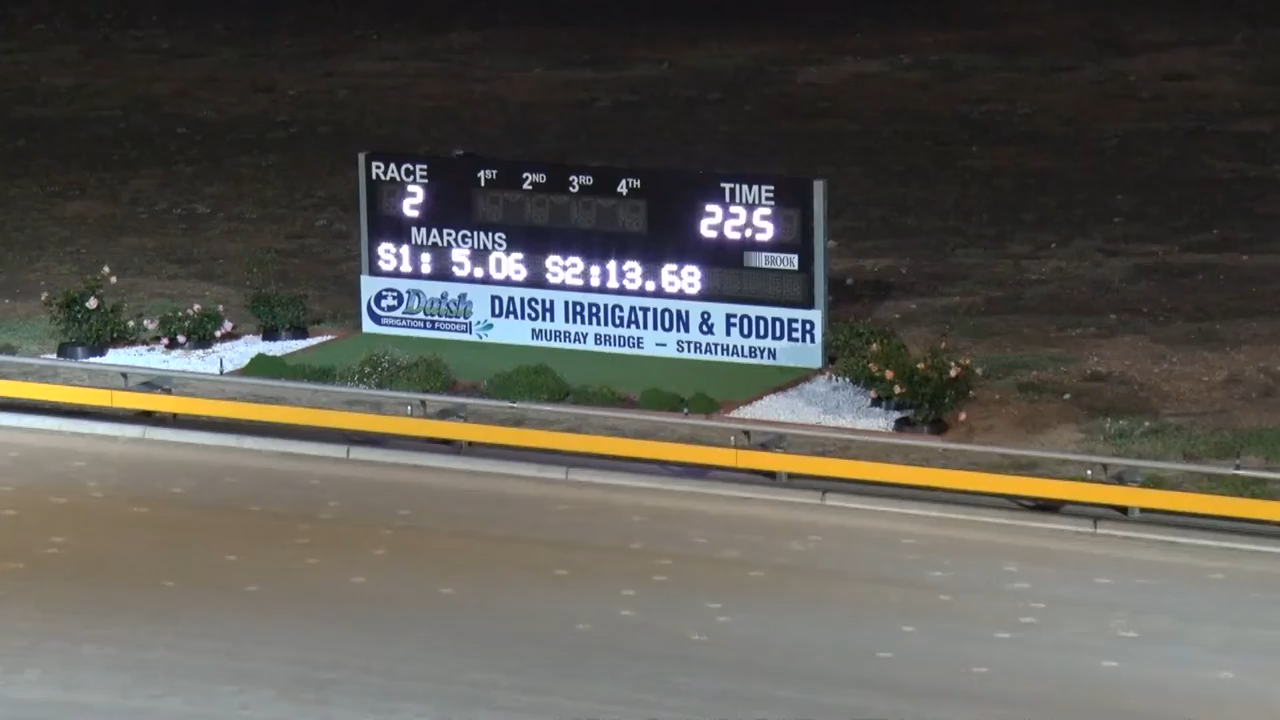 RACE 1ST 2ND 3RD 4TH TIME
2 22.5
MARGINS
S1: 5.06 S2:13.68
BROOK
Daish
IRRIGATION & FODDER
DAISH IRRIGATION & FODDER
MURRAY BRIDGE – STRATHALBYN